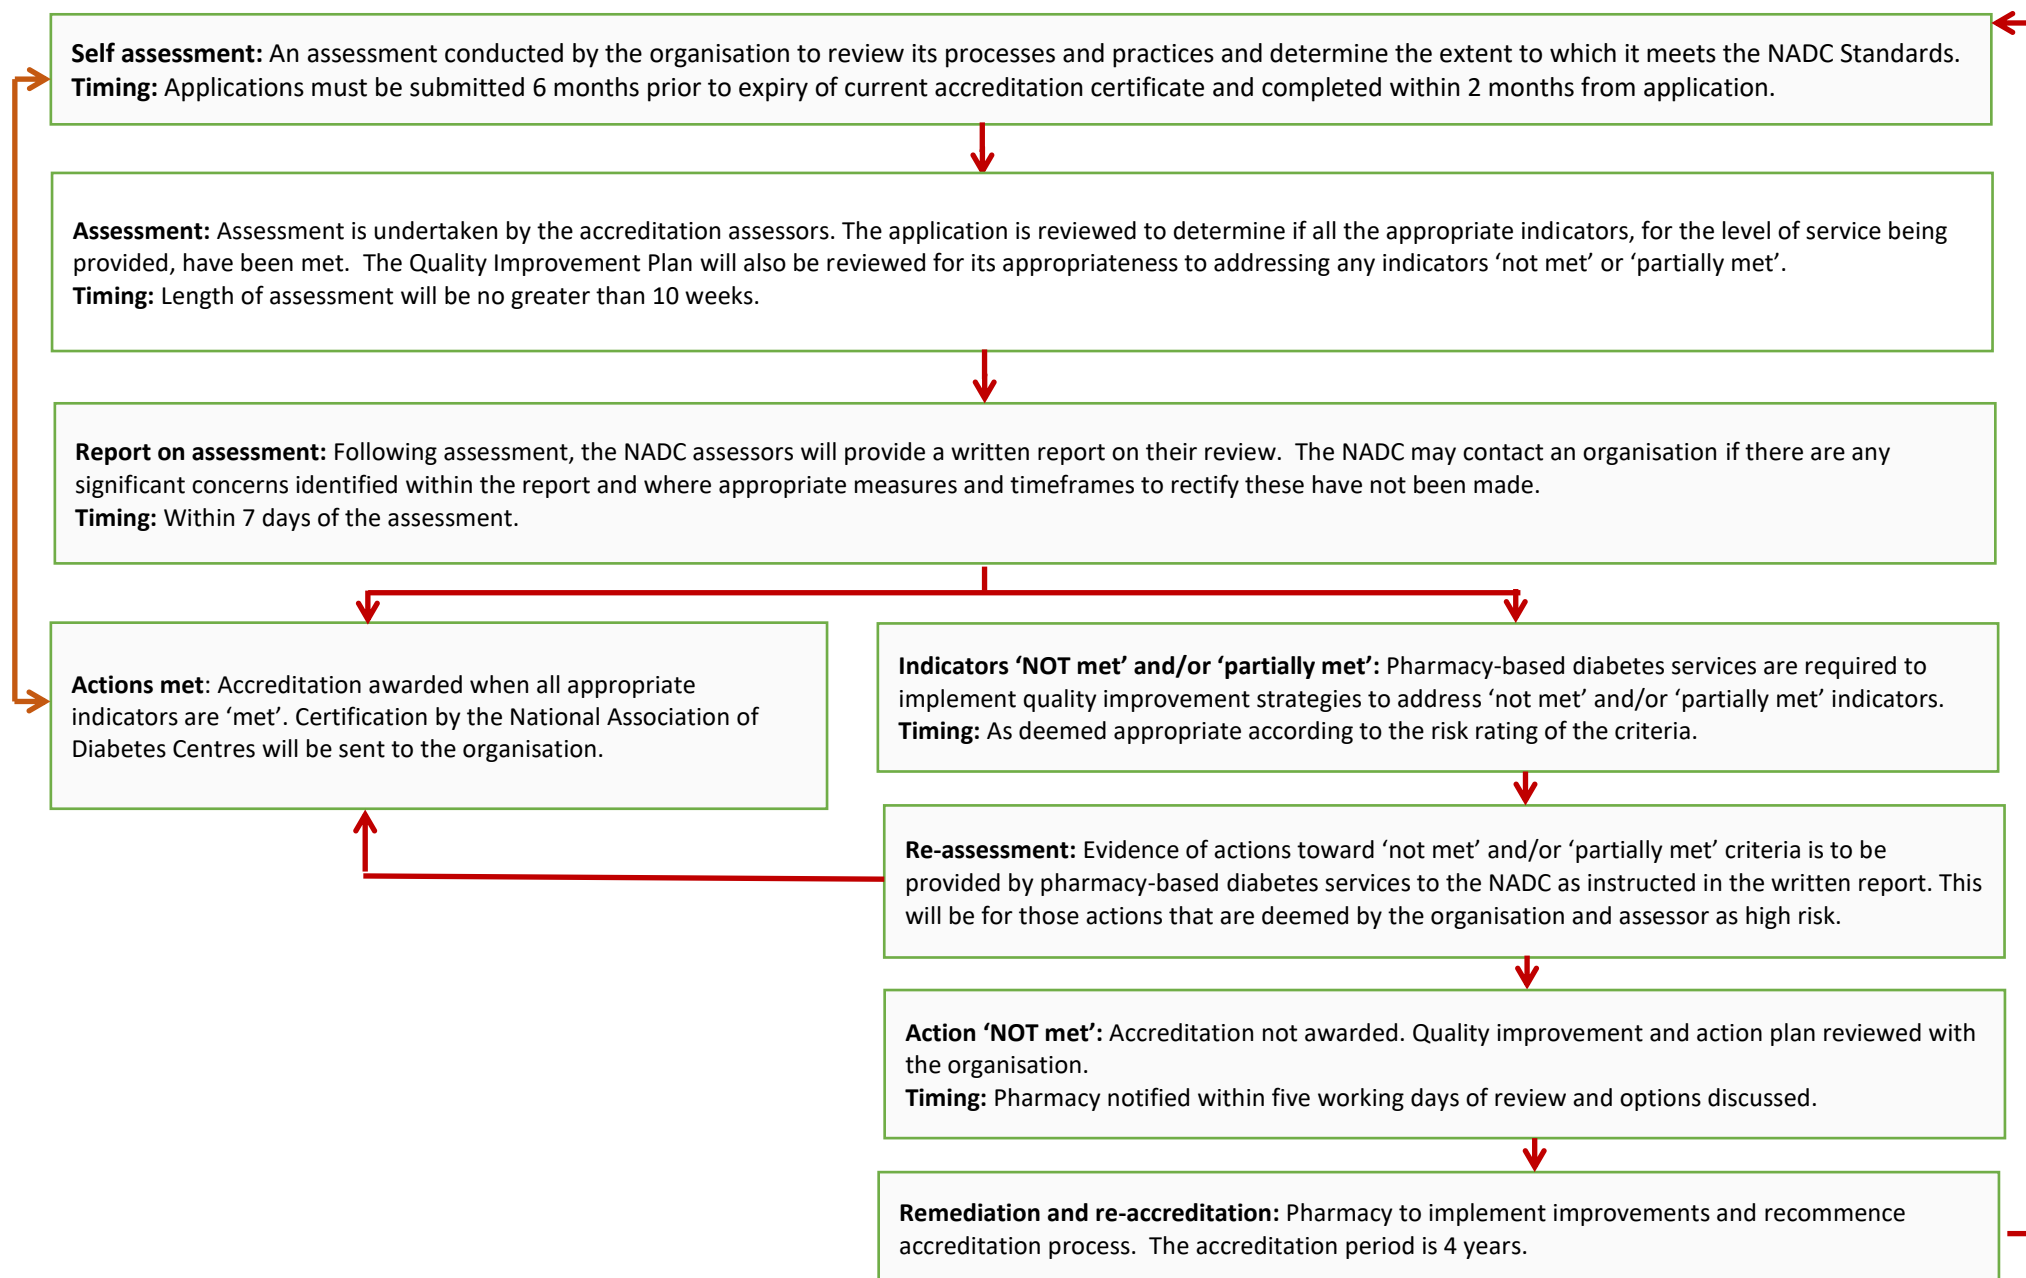 Self assessment: An assessment conducted by the organisation to review its processes and practices and determine the extent to which it meets the NADC Standards.
Timing: Applications must be submitted 6 months prior to expiry of current accreditation certificate and completed within 2 months from application.
Assessment: Assessment is undertaken by the accreditation assessors. The application is reviewed to determine if all the appropriate indicators, for the level of service being
provided, have been met.  The Quality Improvement Plan will also be reviewed for its appropriateness to addressing any indicators ‘not met’ or ‘partially met’.
Timing: Length of assessment will be no greater than 10 weeks.
Report on assessment: Following assessment, the NADC assessors will provide a written report on their review.  The NADC may contact an organisation if there are any
significant concerns identified within the report and where appropriate measures and timeframes to rectify these have not been made.
Timing: Within 7 days of the assessment.
Actions met: Accreditation awarded when all appropriate
indicators are ‘met’. Certification by the National Association of
Diabetes Centres will be sent to the organisation.
Indicators ‘NOT met’ and/or ‘partially met’: Pharmacy-based diabetes services are required to
implement quality improvement strategies to address ‘not met’ and/or ‘partially met’ indicators.
Timing: As deemed appropriate according to the risk rating of the criteria.
Re-assessment: Evidence of actions toward ‘not met’ and/or ‘partially met’ criteria is to be
provided by pharmacy-based diabetes services to the NADC as instructed in the written report. This
will be for those actions that are deemed by the organisation and assessor as high risk.
Action ‘NOT met’: Accreditation not awarded. Quality improvement and action plan reviewed with
the organisation.
Timing: Pharmacy notified within five working days of review and options discussed.
Remediation and re-accreditation: Pharmacy to implement improvements and recommence
accreditation process.  The accreditation period is 4 years.